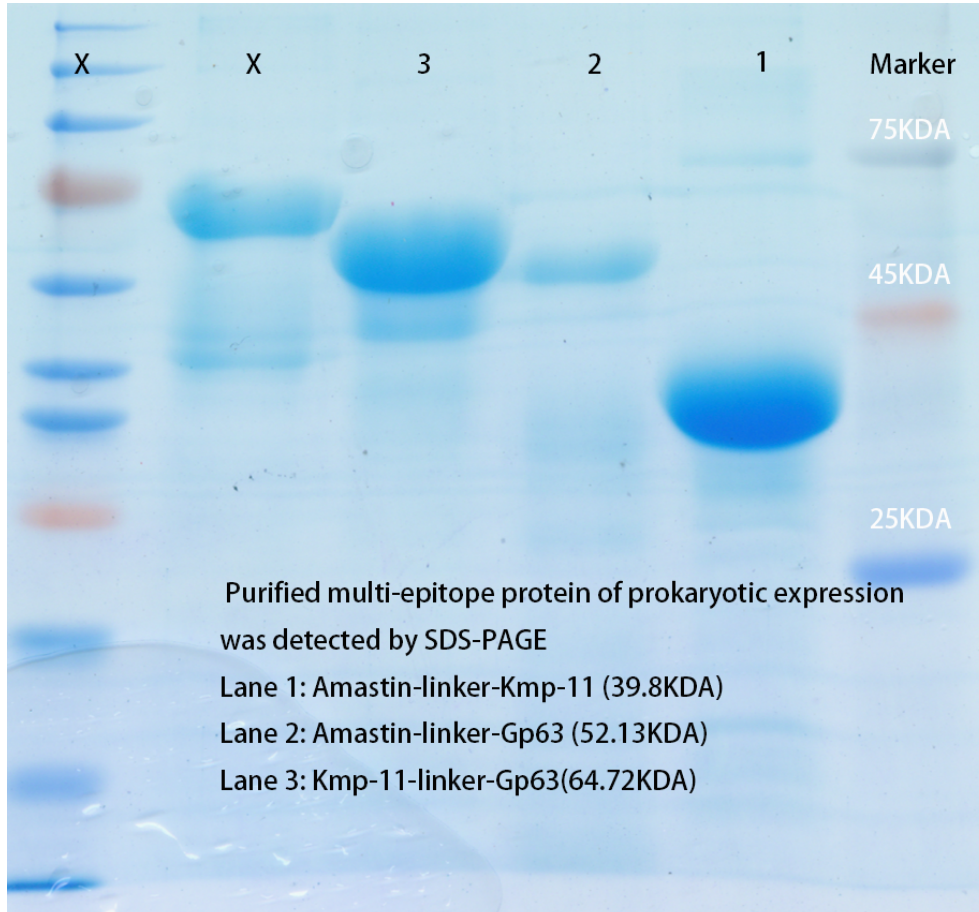 X X 3 2 1 Marker
75KDA
45KDA
25KDA
Purified multi-epitope protein of prokaryotic expression
was detected by SDS-PAGE
Lane 1: Amastin-linker-Kmp-11 (39.8KDA)
Lane 2: Amastin-linker-Gp63 (52.13KDA)
Lane 3: Kmp-11-linker-Gp63(64.72KDA)